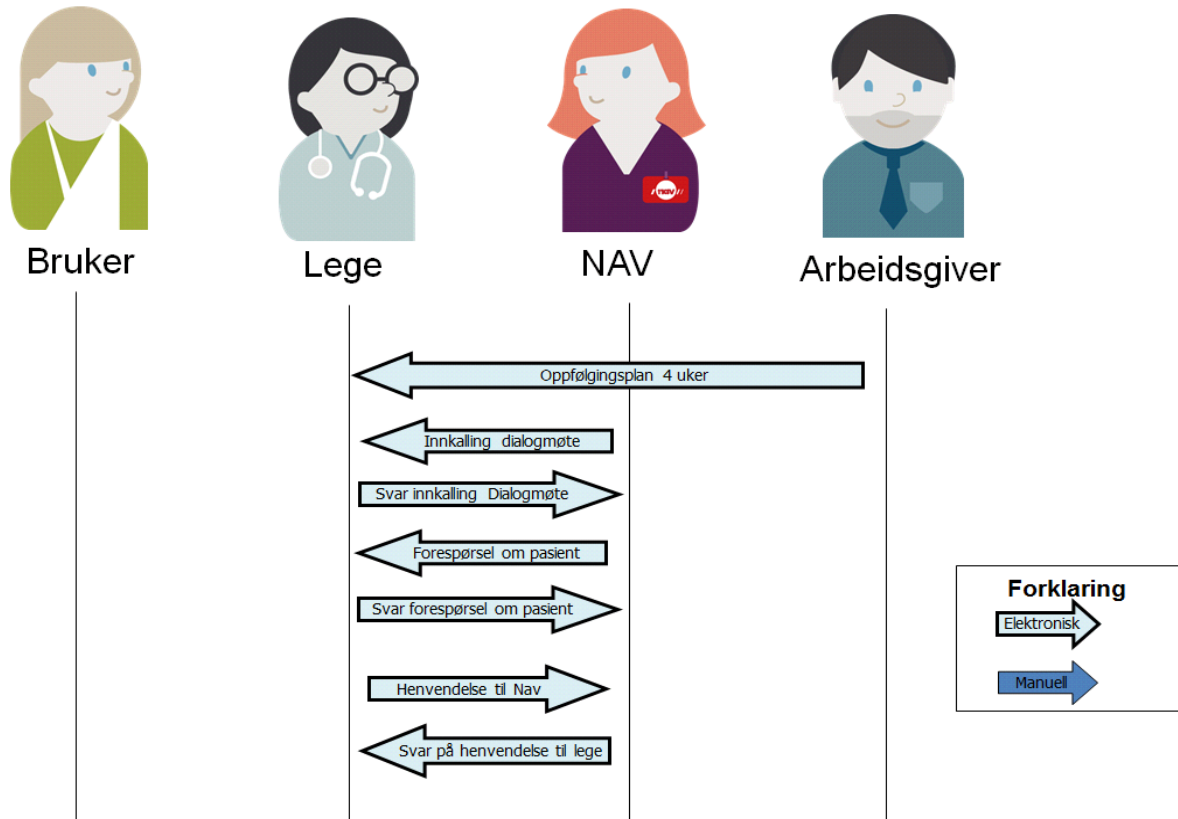 nav
Bruker
Lege
NAV
Arbeidsgiver
Oppfølgingsplan 4 uker
Innkalling dialogmøte
Svar innkalling Dialogmøte
Forespørsel om pasient
Svar forespørsel om pasient
Henvendelse til Nav
Svar på henvendelse til lege
Forklaring
Elektronisk
Manuell